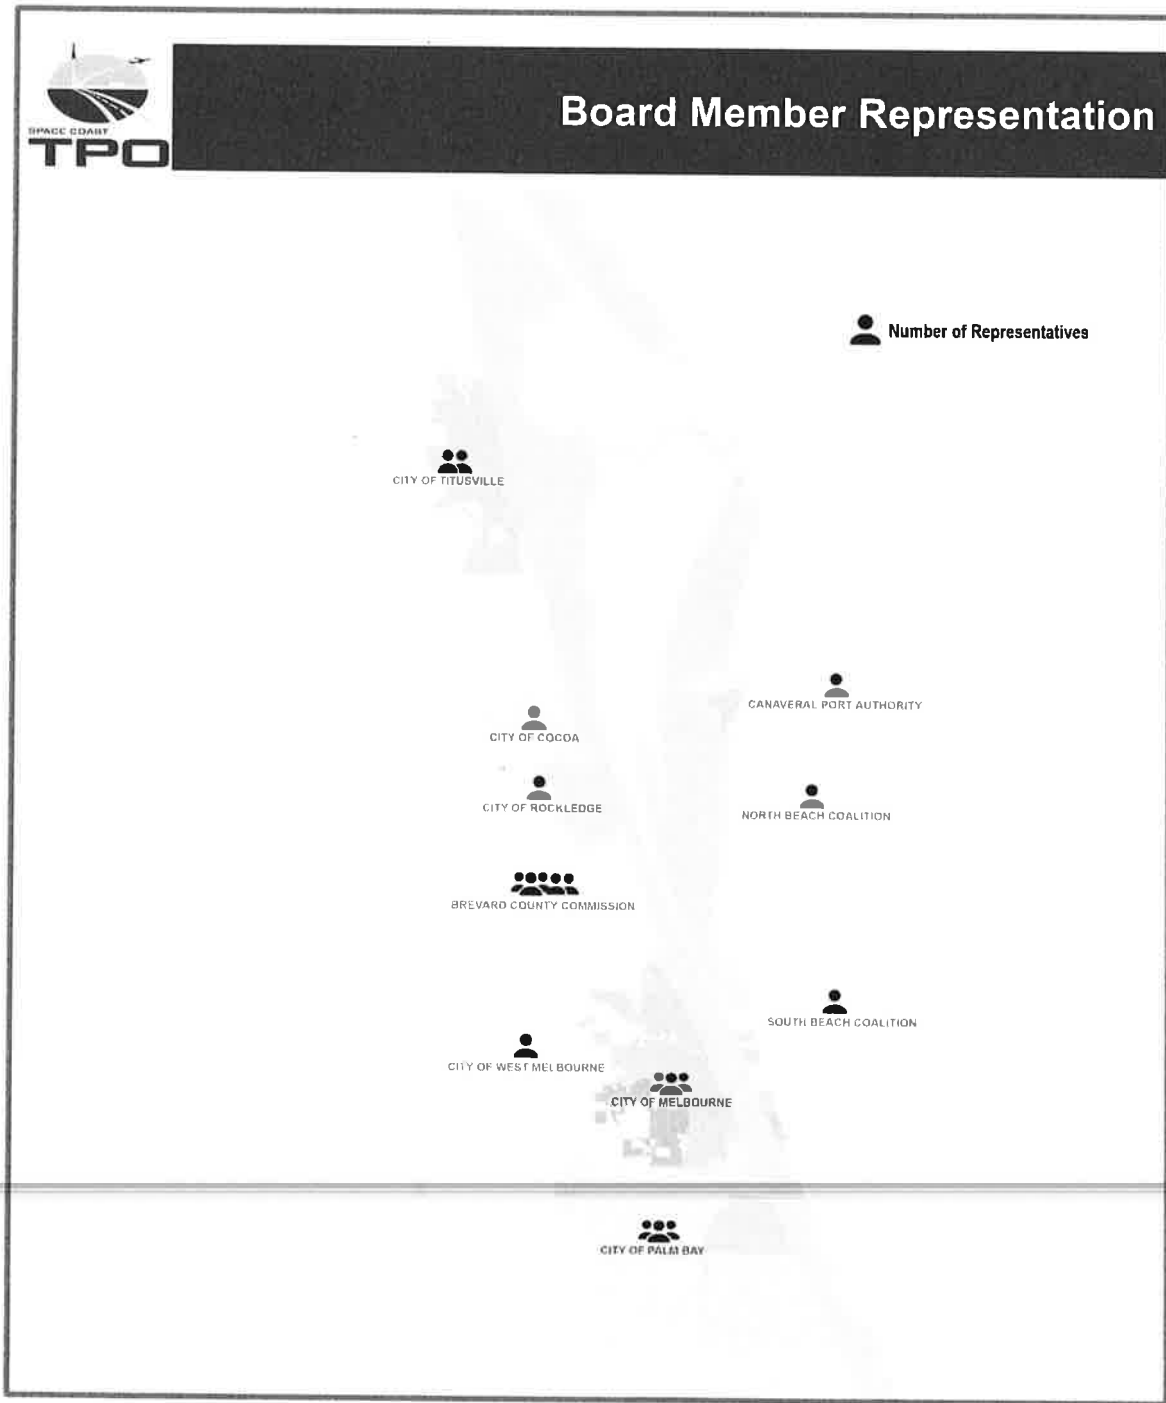 SPACE COAST
TPO
Board Member Representation
Number of Representatives
CITY OF TITUSVILLE
CANAVERAL PORT AUTHORITY
CITY OF COCOA
CITY OF ROCKLEDGE
NORTH BEACH COALITION
BREVARD COUNTY COMMISSION
SOUTH BEACH COALITION
CITY OF WEST MELBOURNE
CITY OF MELBOURNE
CITY OF PALM BAY